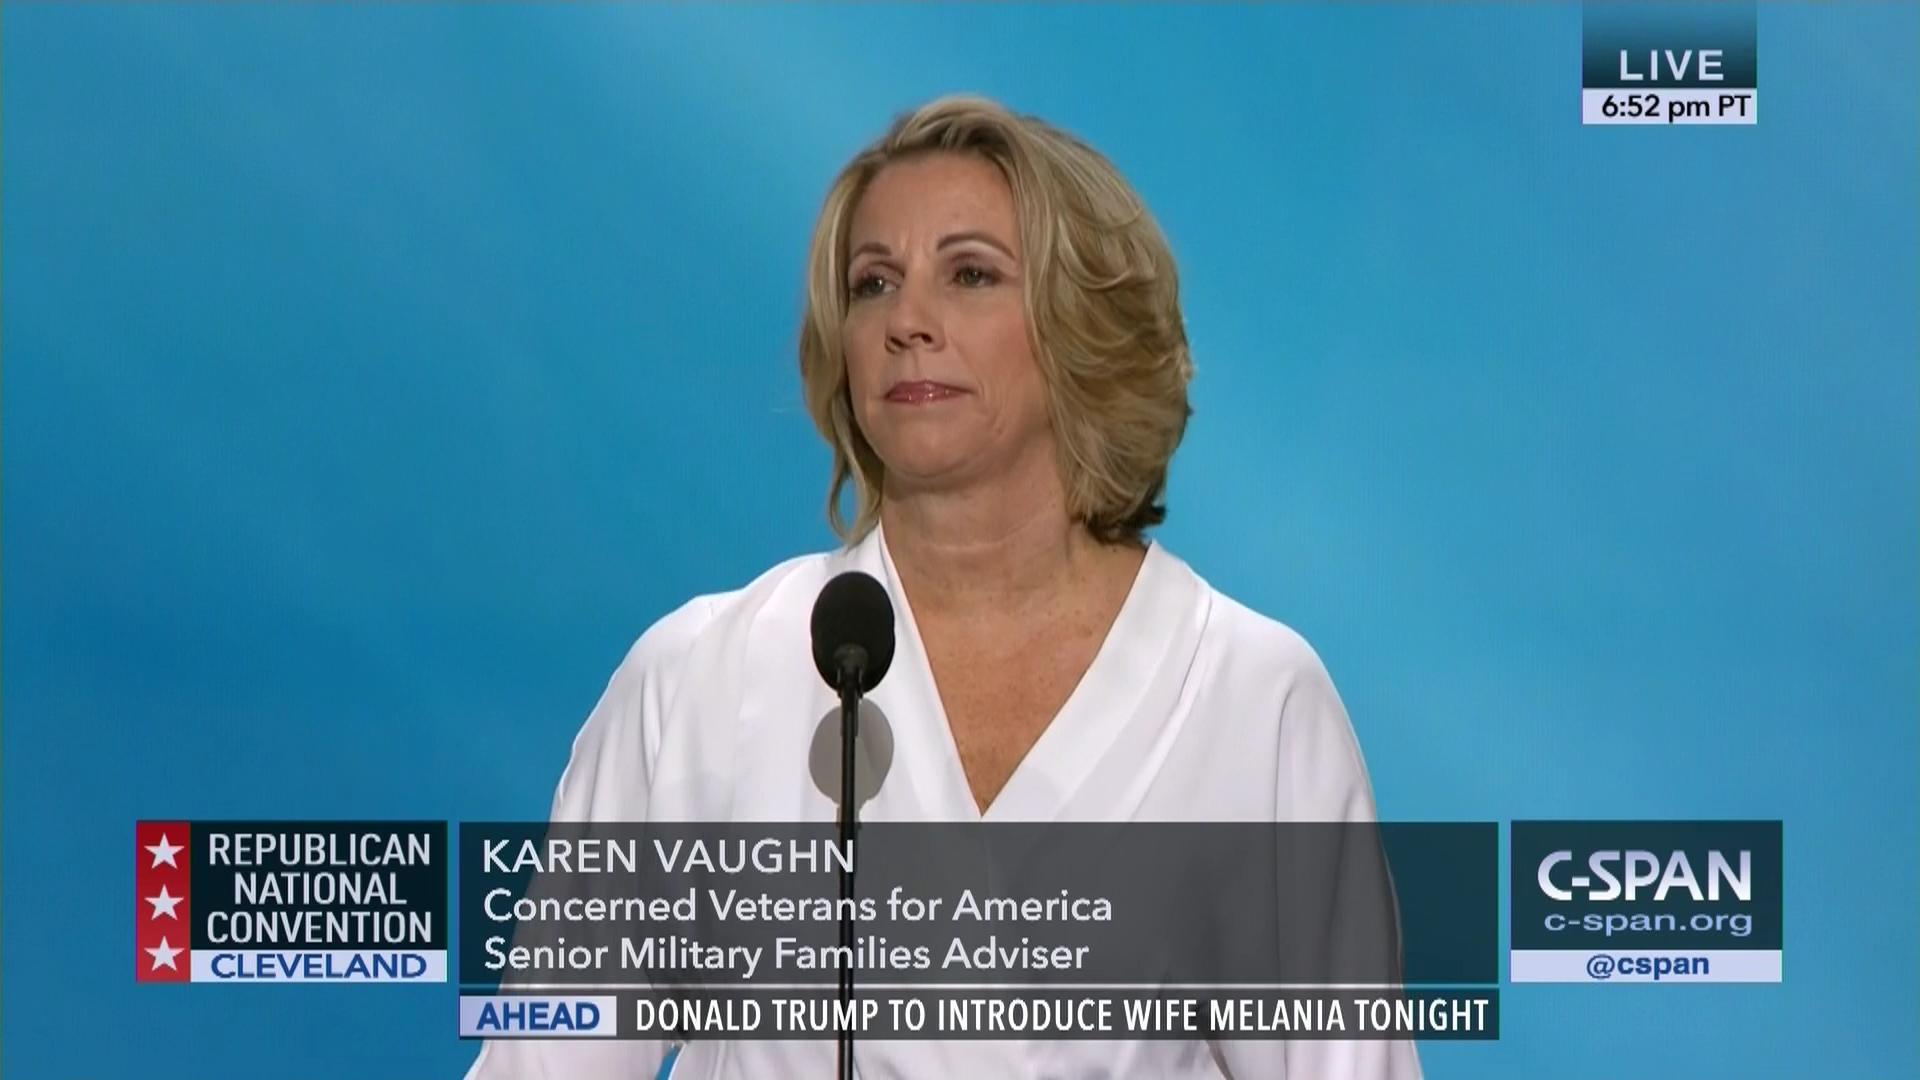 LIVE
6:52 pm PT
REPUBLICAN
NATIONAL
CONVENTION
CLEVELAND
KAREN VAUGHN
Concerned Veterans for America
Senior Military Families Adviser
C-SPAN
c-span.org
@cspan
AHEAD DONALD TRUMP TO INTRODUCE WIFE MELANIA TONIGHT